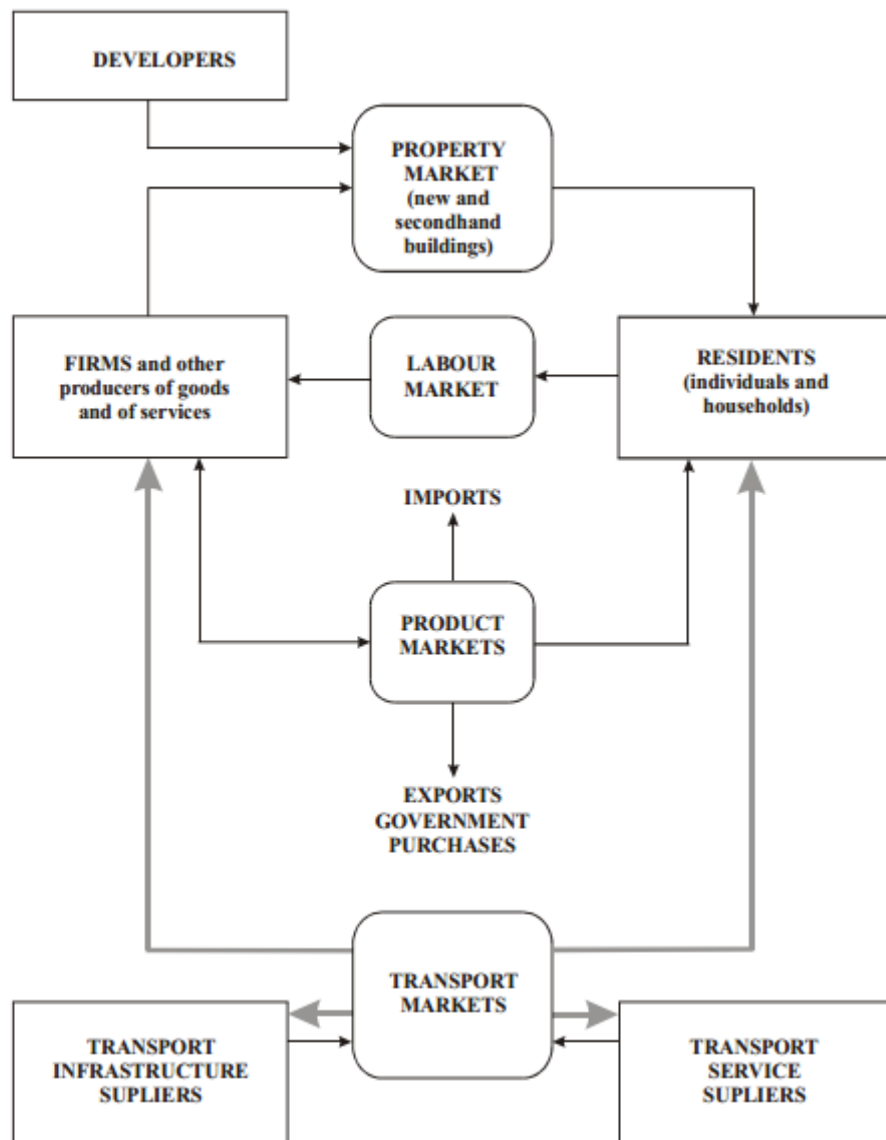 DEVELOPERS
PROPERTY
MARKET
(new and
secondhand
buildings)
FIRMS and other
producers of goods
and of services
LABOUR
MARKET
RESIDENTS
(individuals and
households)
IMPORTS
PRODUCT
MARKETS
EXPORTS
GOVERNMENT
PURCHASES
TRANSPORT
MARKETS
TRANSPORT
INFRASTRUCTURE
SUPLIERS
TRANSPORT
SERVICE
SUPLIERS